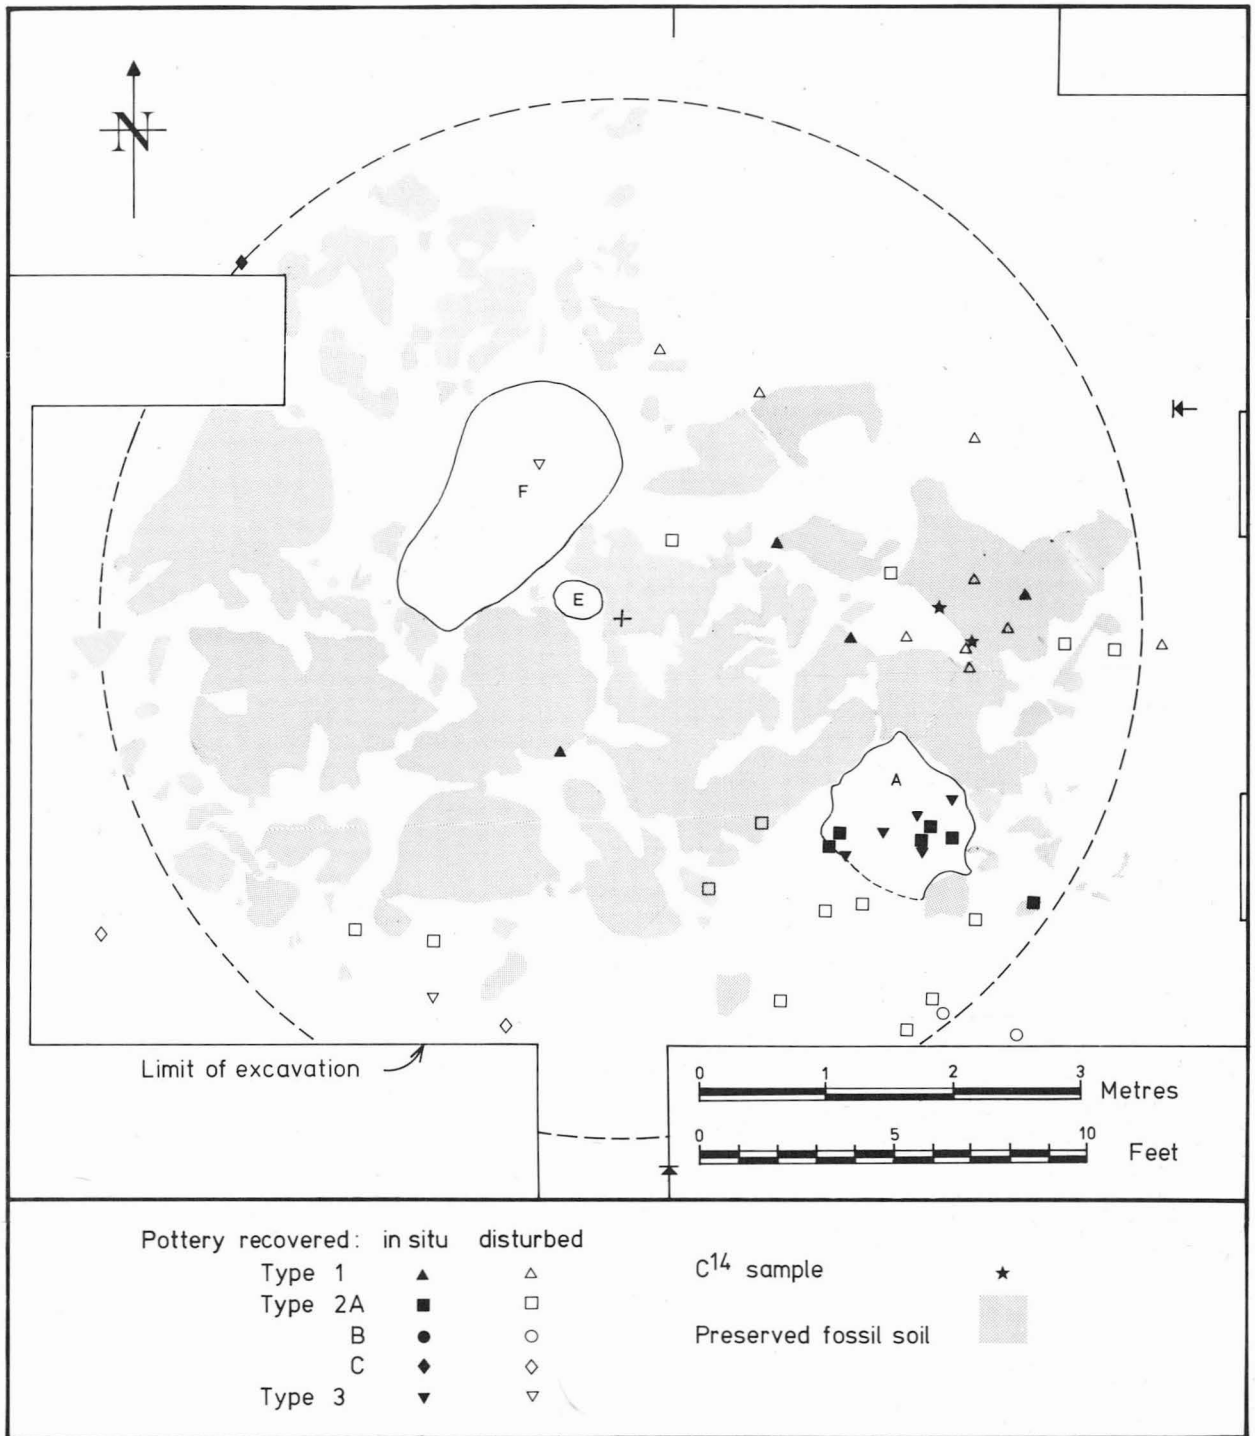 N
F
E
A
Limit of excavation
0 1 2 3 Metres
0 5 10 Feet
Pottery recovered: in situ disturbed
Type 1
Type 2A
B
C
Type 3
C14 sample
Preserved fossil soil